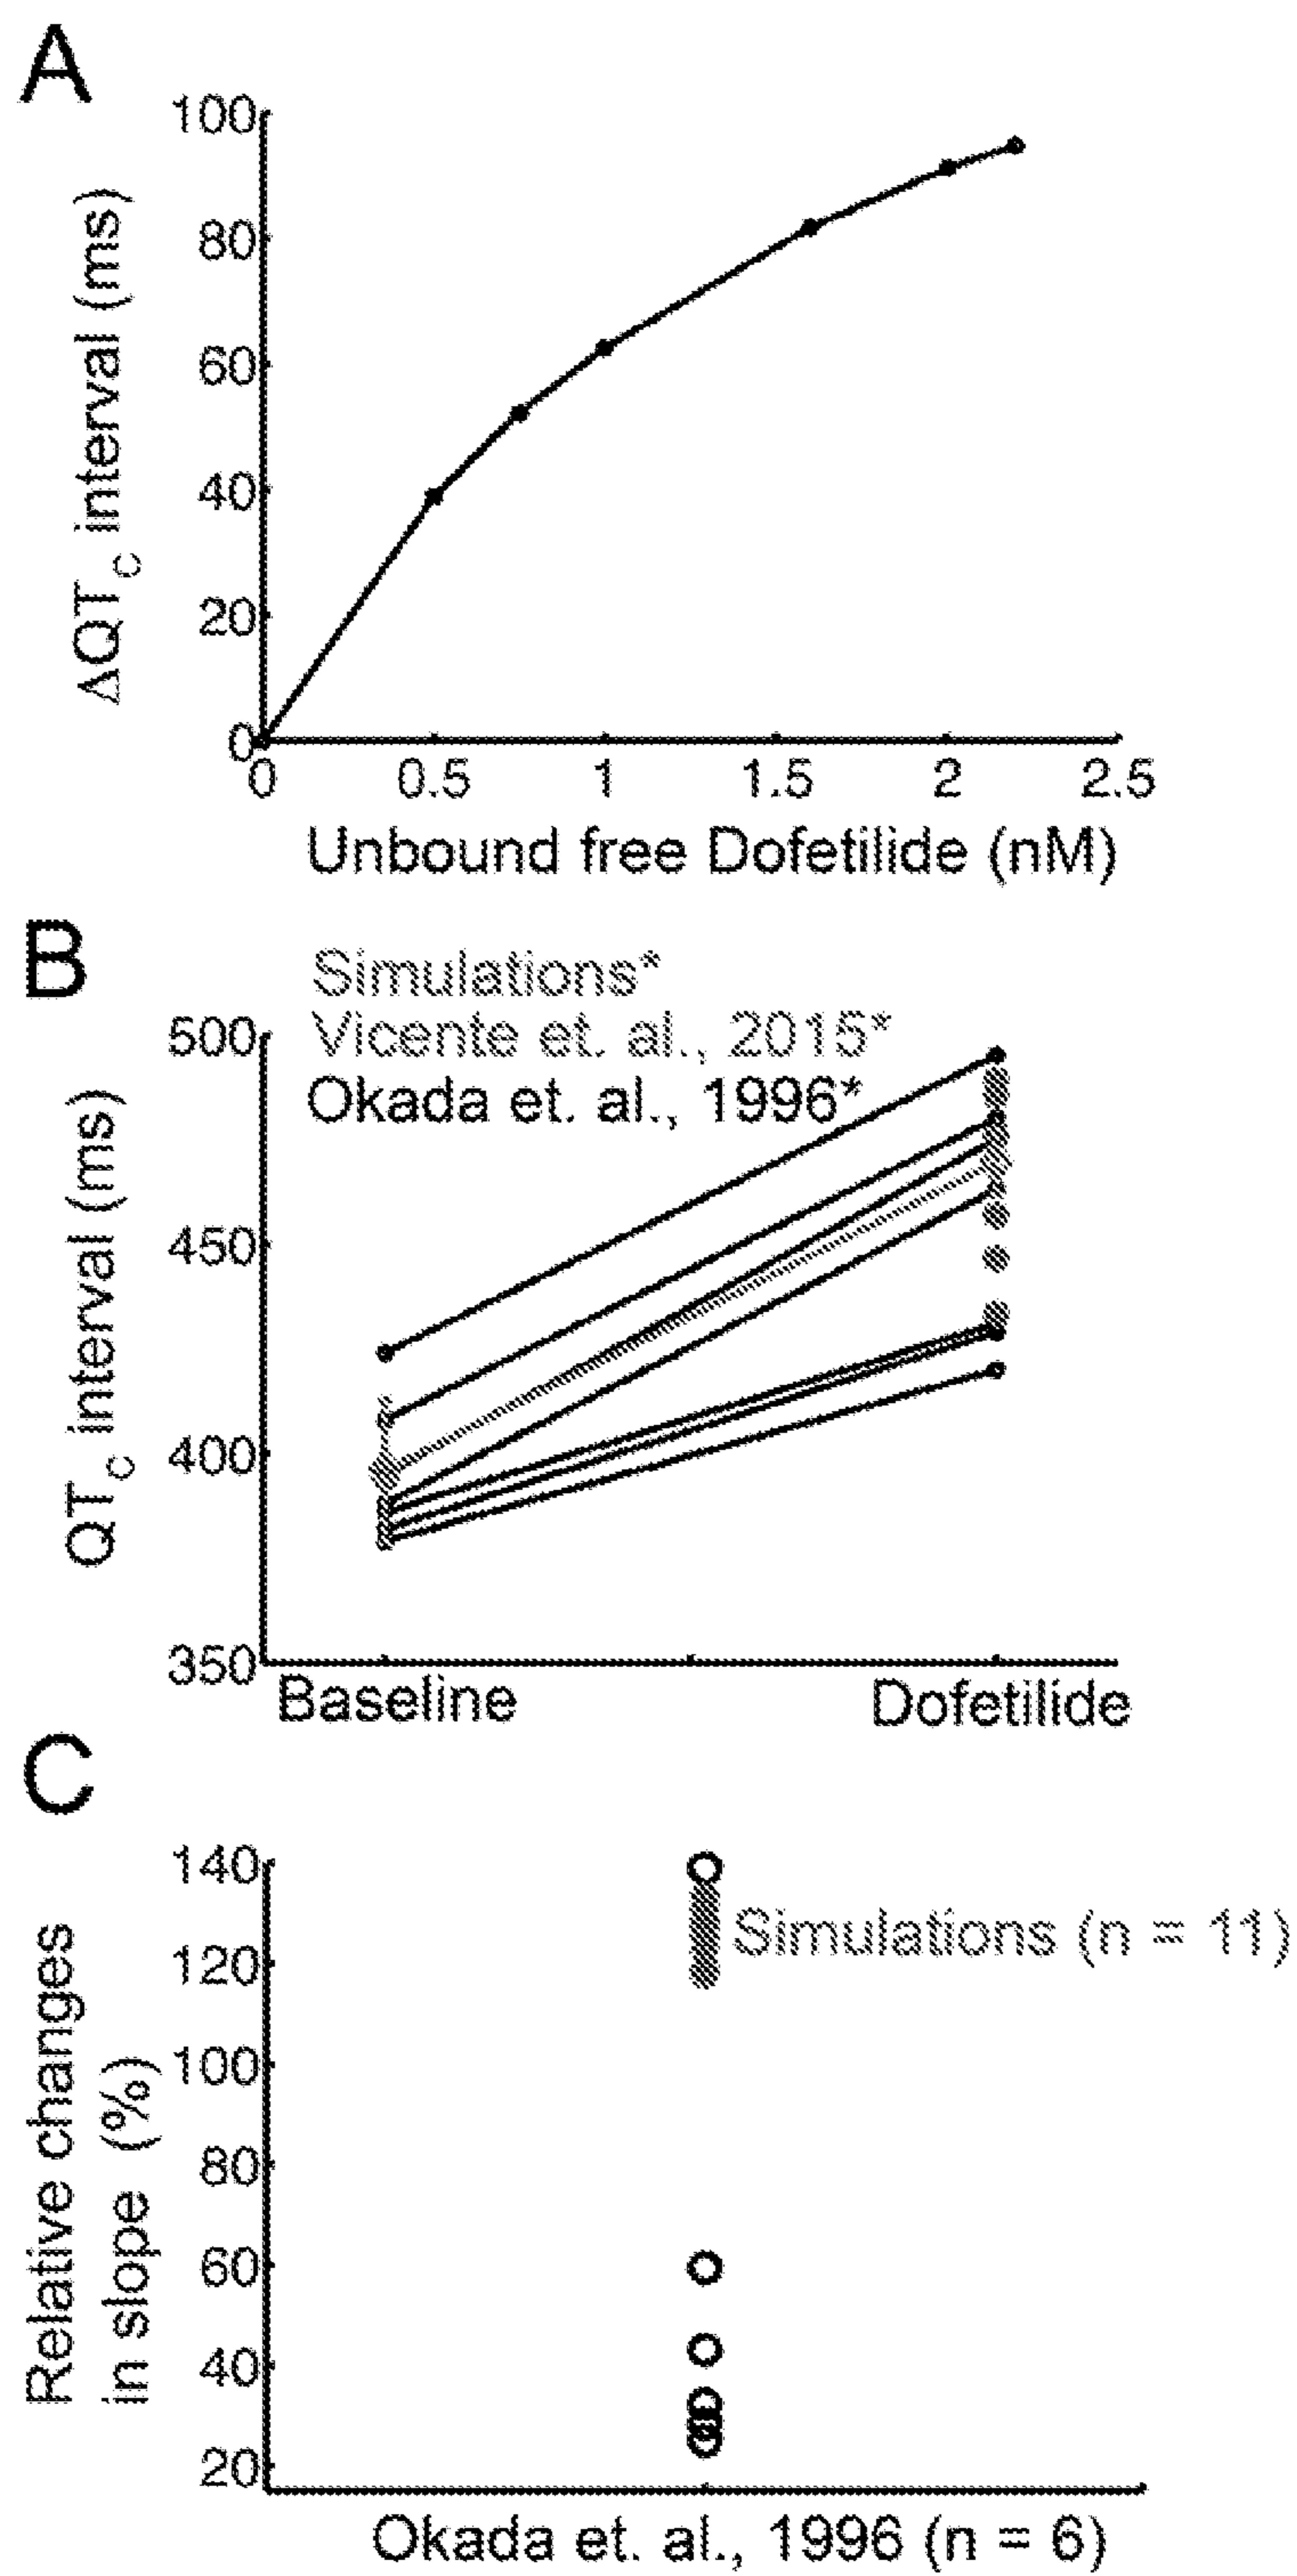 A
100
80
60
40
20
0
0 0.5 1 1.5 2 2.5
ΔQTc interval (ms)
Unbound free Dofetilide (nM)
B
Simulations*
Vicente et. al., 2015*
Okada et. al., 1996*
500
450
400
350
QTc interval (ms)
Baseline Dofetilide
C
140
120
100
80
60
40
20
Relative changes
in slope (%)
Simulations (n = 11)
Okada et. al., 1996 (n = 6)